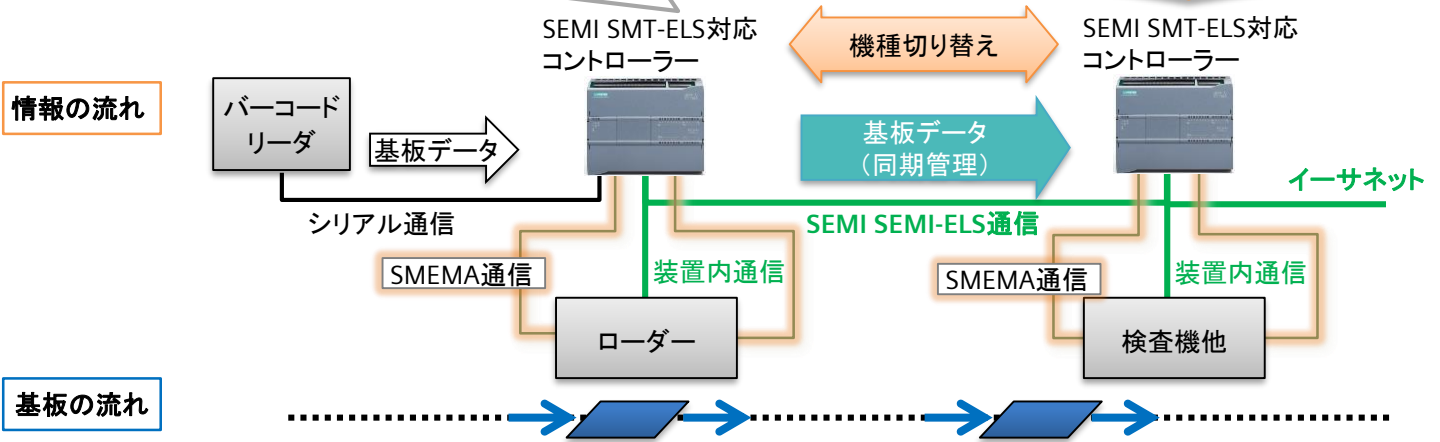 SEMI SMT-ELS対応
コントローラー
機種切り替え
SEMI SMT-ELS対応
コントローラー
情報の流れ
バーコード
リーダ
基板データ
基板データ
（同期管理）
イーサネット
シリアル通信
SEMI SEMI-ELS通信
SMEMA通信
装置内通信
SMEMA通信
装置内通信
ローダー
検査機他
基板の流れ